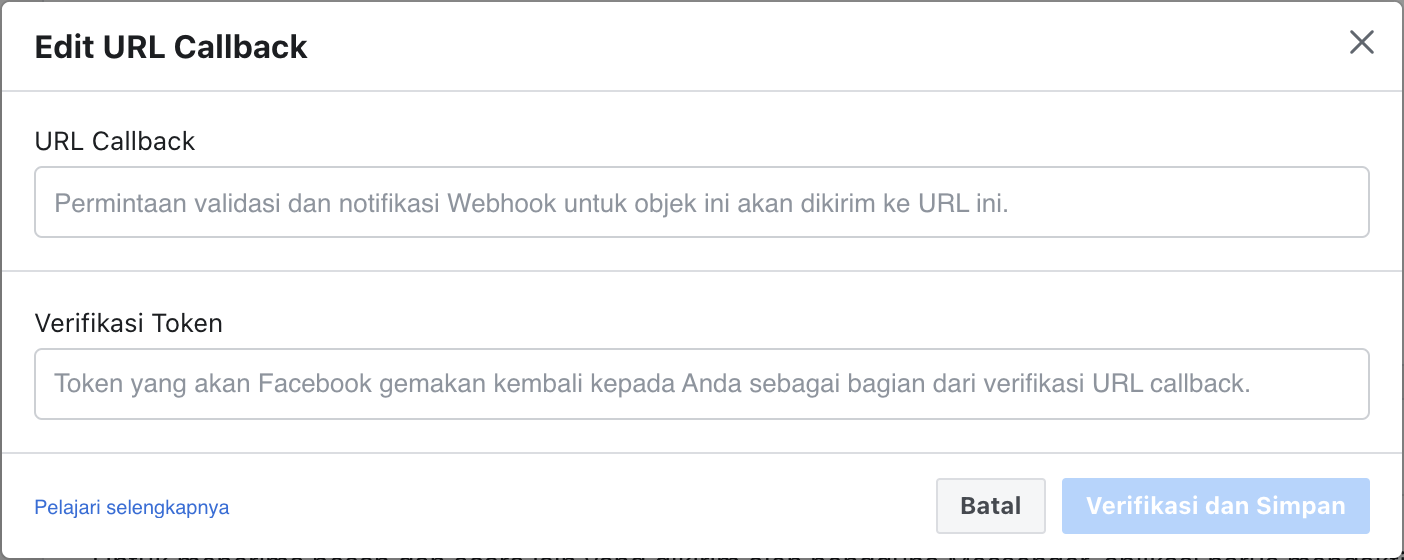 Edit URL Callback
URL Callback
Permintaan validasi dan notifikasi Webhook untuk objek ini akan dikirim ke URL ini.
Verifikasi Token
Token yang akan Facebook gemakan kembali kepada Anda sebagai bagian dari verifikasi URL callback.
Pelajari selengkapnya
Batal
Verifikasi dan Simpan